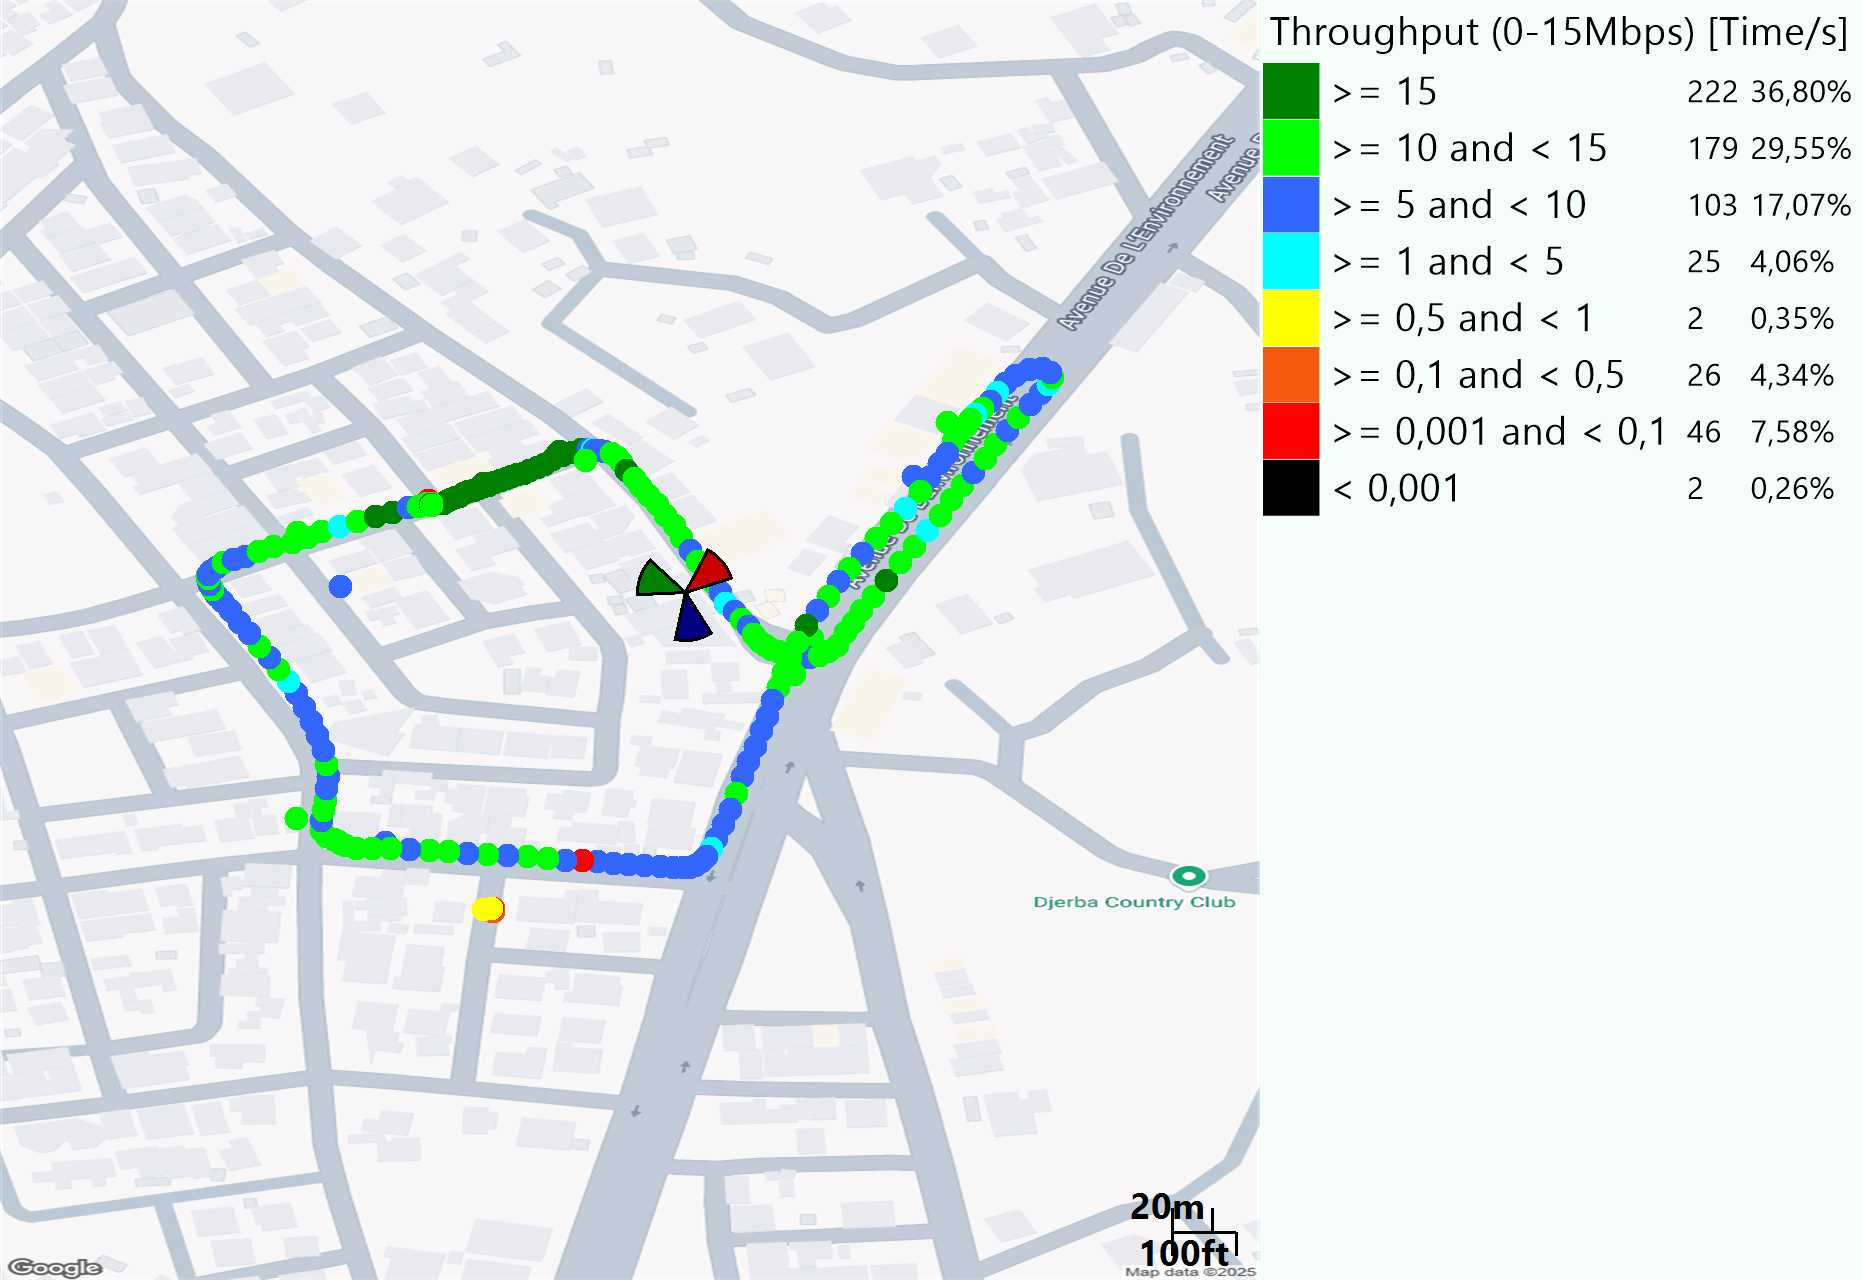 Throughput (0-15Mbps) [Time/s]
>= 15 222 36,80%
>= 10 and < 15 179 29,55%
>= 5 and < 10 103 17,07%
>= 1 and < 5 25 4,06%
>= 0,5 and < 1 2 0,35%
>= 0,1 and < 0,5 26 4,34%
>= 0,001 and < 0,1 46 7,58%
< 0,001 2 0,26%
Avenue De L'Environnement
Avenue
Djerba Country Club
20m
100ft
Google
Map data ©2025